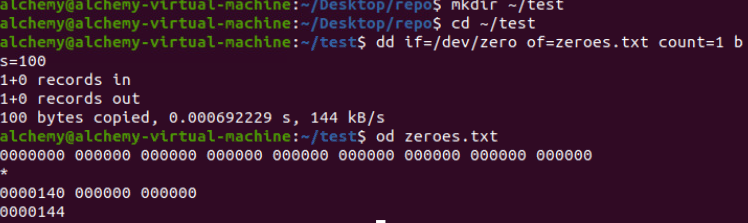 alchemy@alchemy-virtual-machine:~/Desktop/repo$ mkdir ~/test
alchemy@alchemy-virtual-machine:~/Desktop/repo$ cd ~/test
alchemy@alchemy-virtual-machine:~/test$ dd if=/dev/zero of=zeroes.txt count=1 b
s=100
1+0 records in
1+0 records out
100 bytes copied, 0.000692229 s, 144 kB/s
alchemy@alchemy-virtual-machine:~/test$ od zeroes.txt
0000000 000000 000000 000000 000000 000000 000000 000000 000000
*
0000140 000000 000000
0000144